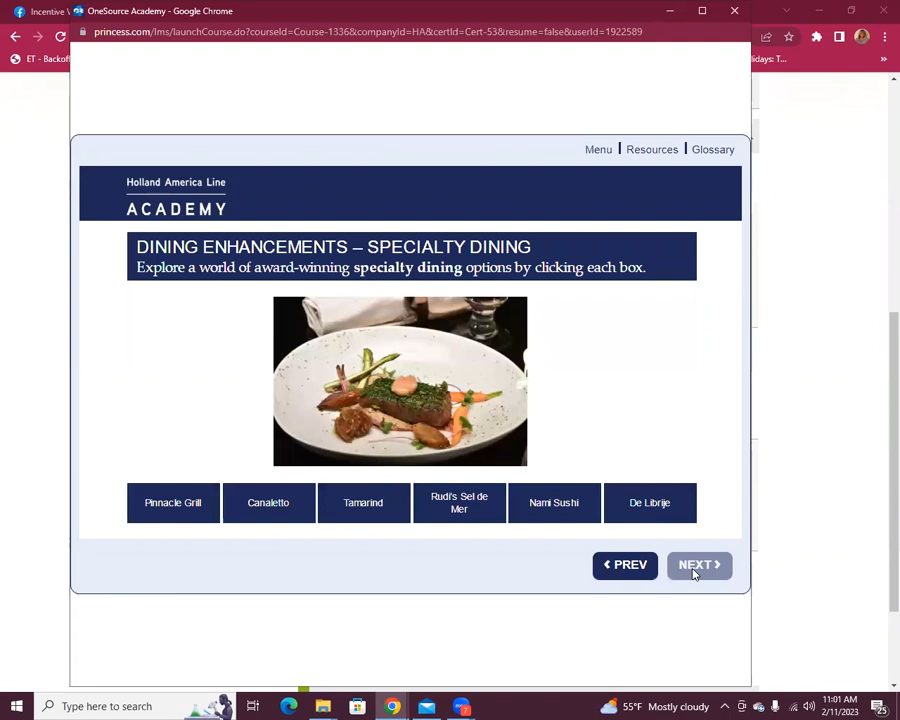 Incentive V
OneSource Academy - Google Chrome
princess.com/lms/launchCourse.do?courseId=Course-1336&companyId=HA&certId=Cert-53&resume=false&userId=1922589
ET - Backoff
lidays: T...
»
Menu | Resources | Glossary
Holland America Line
ACADEMY
DINING ENHANCEMENTS – SPECIALTY DINING
Explore a world of award-winning specialty dining options by clicking each box.
Pinnacle Grill
Canaletto
Tamarind
Rudi's Sel de
Mer
Nami Sushi
De Librije
PREV
NEXT
Type here to search
55°F Mostly cloudy
11:01 AM
2/11/2023
25